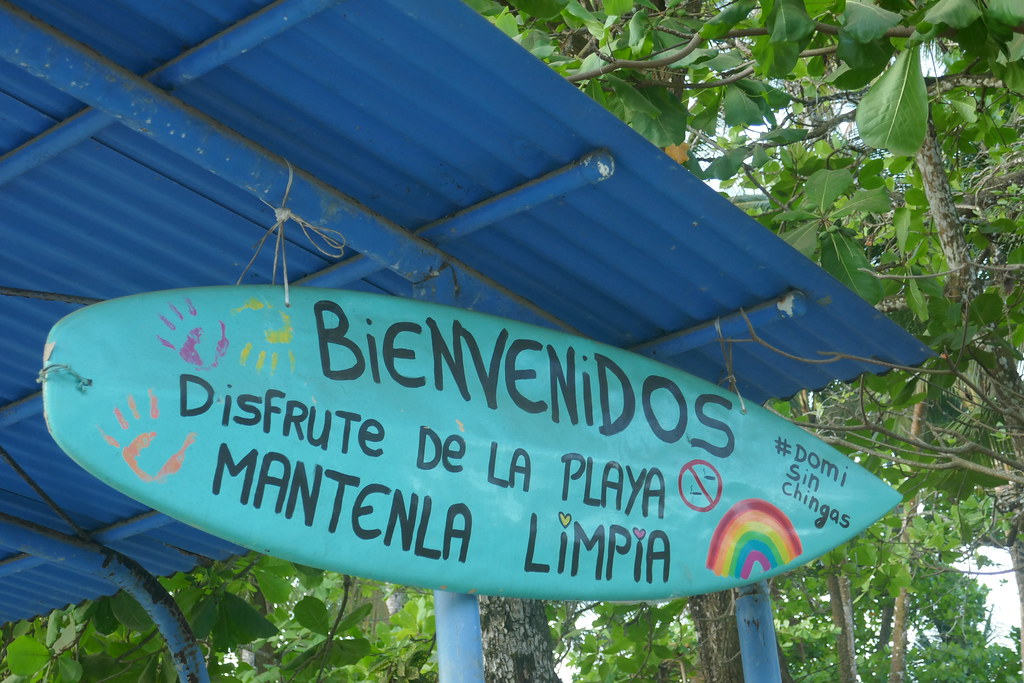 BiENVENiDOS
DisFRUTe De LA PLAYA
MANTENLA LiMPiA
#DOMi
Sin
Chingas